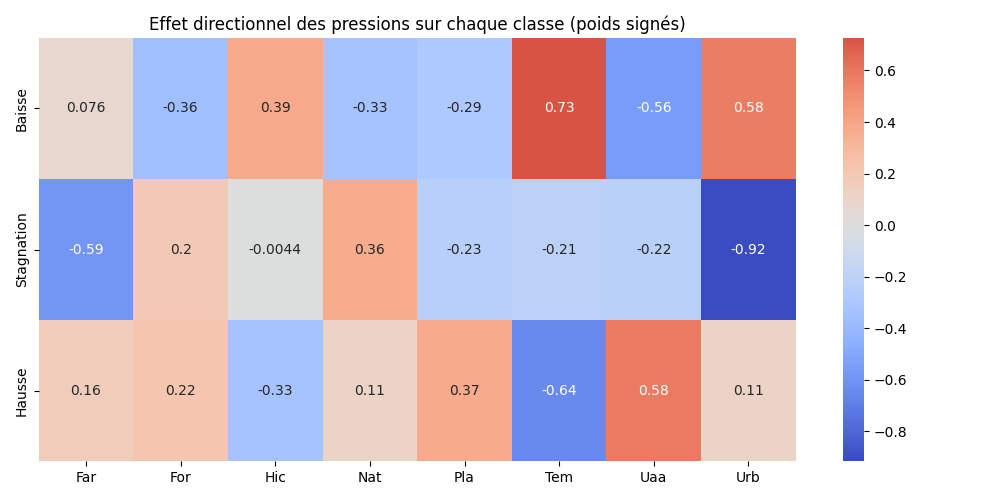 Effet directionnel des pressions sur chaque classe (poids signés)
Baisse 0.076 -0.36 0.39 -0.33 -0.29 0.73 -0.56 0.58
Stagnation -0.59 0.2 -0.0044 0.36 -0.23 -0.21 -0.22 -0.92
Hausse 0.16 0.22 -0.33 0.11 0.37 -0.64 0.58 0.11
Far For Hic Nat Pla Tem Uaa Urb
0.6
0.4
0.2
0.0
−0.2
−0.4
−0.6
−0.8